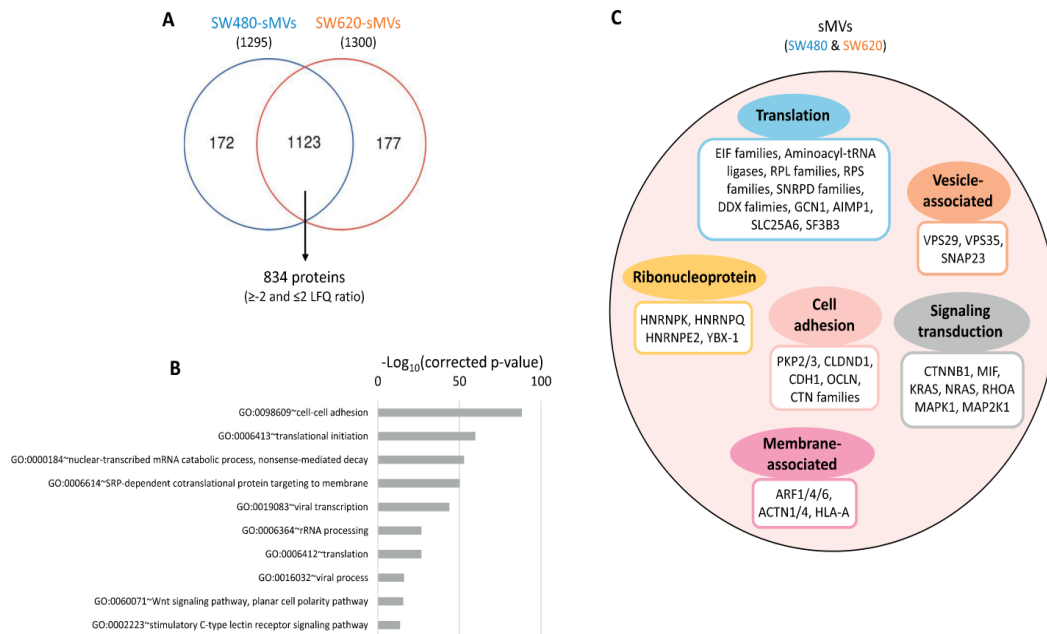 A
SW480-sMVs
SW620-sMVs
(1295)
(1300)
172
1123
177
834 proteins
(≥-2 and ≤2 LFQ ratio)
B
-Log10(corrected p-value)
0
50
100
GO:0098609~cell-cell adhesion
GO:0006413~translational initiation
GO:0000184~nuclear-transcribed mRNA catabolic process, nonsense-mediated decay
GO:0006614~SRP-dependent cotranslational protein targeting to membrane
GO:0019083~viral transcription
GO:0006364~rRNA processing
GO:0006412~translation
GO:0016032~viral process
GO:0060071~Wnt signaling pathway, planar cell polarity pathway
GO:0002223~stimulatory C-type lectin receptor signaling pathway
C
sMVs
(SW480 & SW620)
Translation
EIF families, Aminoacyl-tRNA
ligases, RPL families, RPS
families, SNRPD families,
DDX falimies, GCN1, AIMP1,
SLC25A6, SF3B3
Vesicle-
associated
VPS29, VPS35,
SNAP23
Ribonucleoprotein
HNRNPK, HNRNPQ
HNRNPE2, YBX-1
Cell
adhesion
PKP2/3, CLDND1,
CDH1, OCLN,
CTN families
Signaling
transduction
CTNNB1, MIF,
KRAS, NRAS, RHOA
MAPK1, MAP2K1
Membrane-
associated
ARF1/4/6,
ACTN1/4, HLA-A